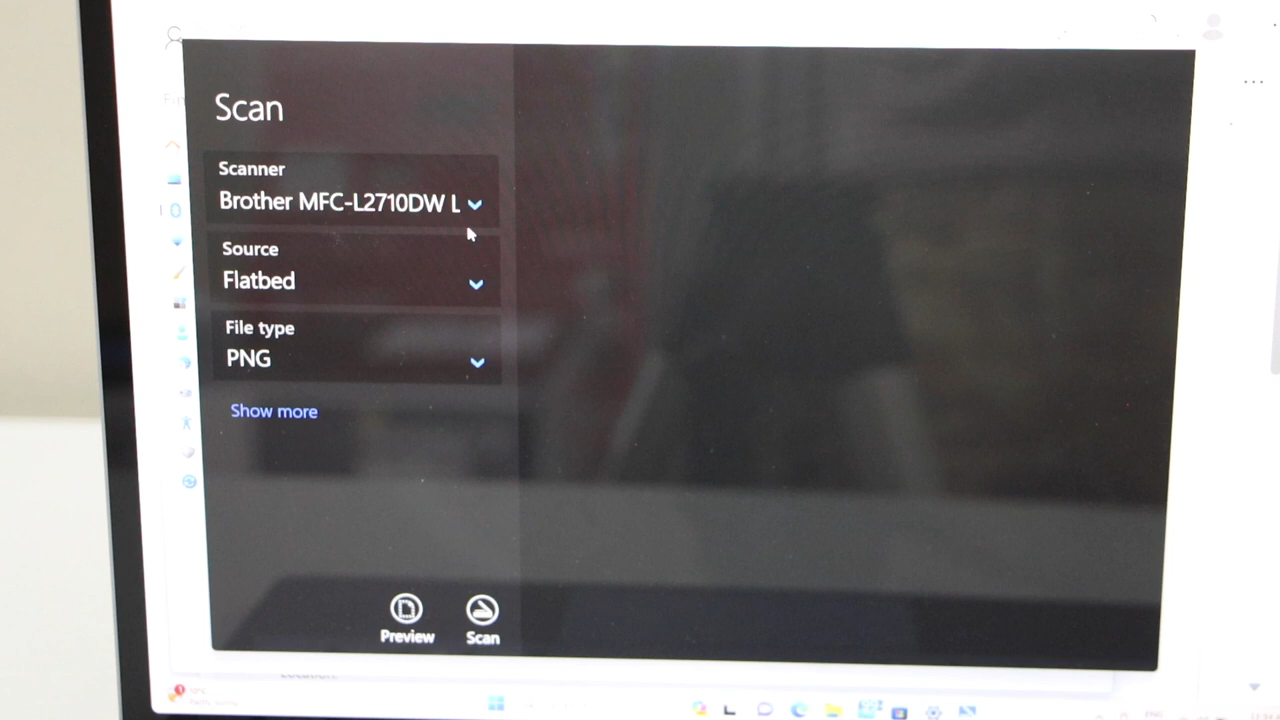 Scan
Scanner
Brother MFC-L2710DW L
Source
Flatbed
File type
PNG
Show more
Preview
Scan